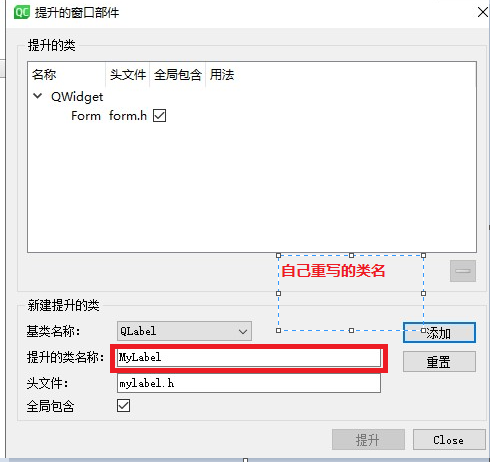 QC 提升的窗口部件
提升的类
名称 头文件 全局包含 用法
QWidget
Form form.h
自己重写的类名
新建提升的类
基类名称: QLabel 添加
提升的类名称: MyLabel 重置
头文件: mylabel.h
全局包含
提升 Close